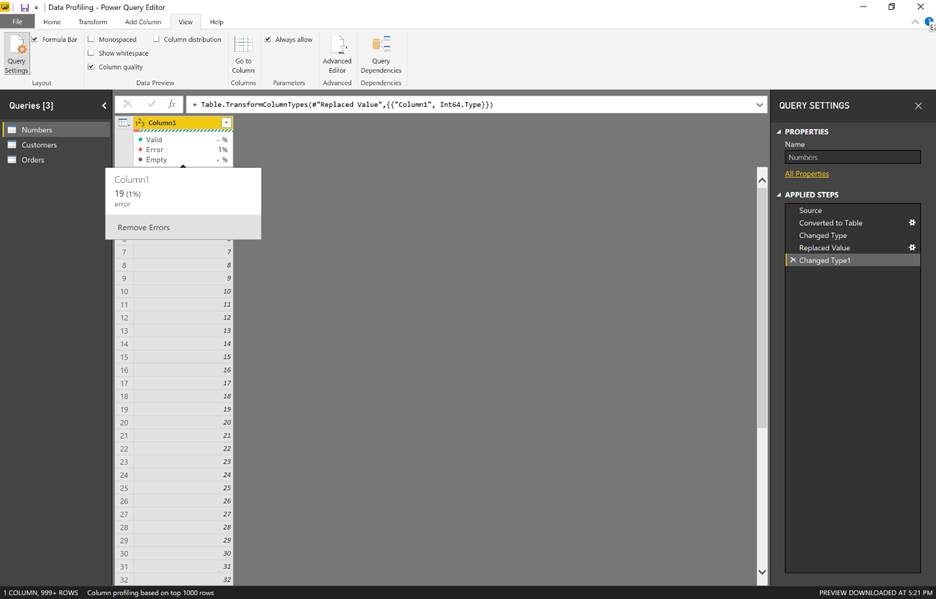 Data Profiling - Power Query Editor
File Home Transform Add Column View Help
Query Settings
Formula Bar
Monospaced
Column distribution
Show whitespace
Column quality
Go to Column
Always allow
Advanced Editor
Query Dependencies
Layout Data Preview Columns Parameters Advanced Dependencies
Queries [3]
Numbers
Customers
Orders
fx = Table.TransformColumnTypes(#"Replaced Value",{{"Column1", Int64.Type}})
Column1
Valid - %
Error 1%
Empty - %
Column1
19 (1%)
error
Remove Errors
7 7
8 8
9 9
10 10
11 11
12 12
13 13
14 14
15 15
16 16
17 17
18 18
19 19
20 20
21 21
22 22
23 23
24 24
25 25
26 26
27 27
28 28
29 29
30 30
31 31
32 32
QUERY SETTINGS
PROPERTIES
Name
Numbers
All Properties
APPLIED STEPS
Source
Converted to Table
Changed Type
Replaced Value
Changed Type1
1 COLUMN, 999+ ROWS Column profiling based on top 1000 rows
PREVIEW DOWNLOADED AT 5:21 PM